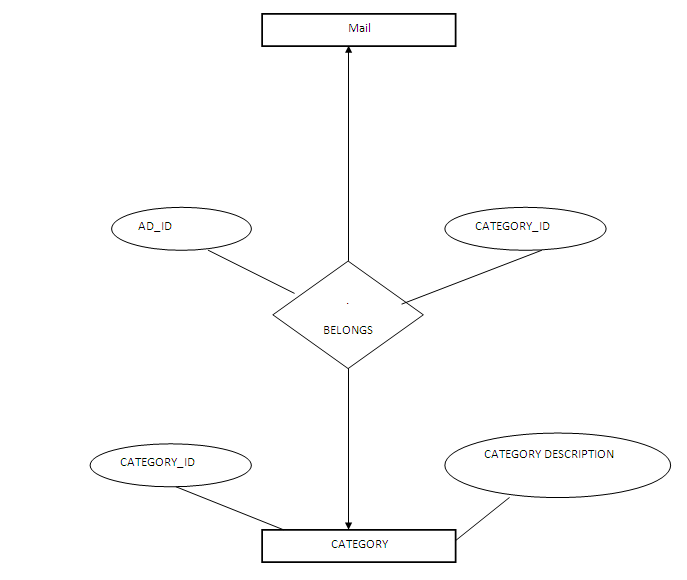 Mail
AD_ID
CATEGORY_ID
.
BELONGS
CATEGORY_ID
CATEGORY DESCRIPTION
CATEGORY